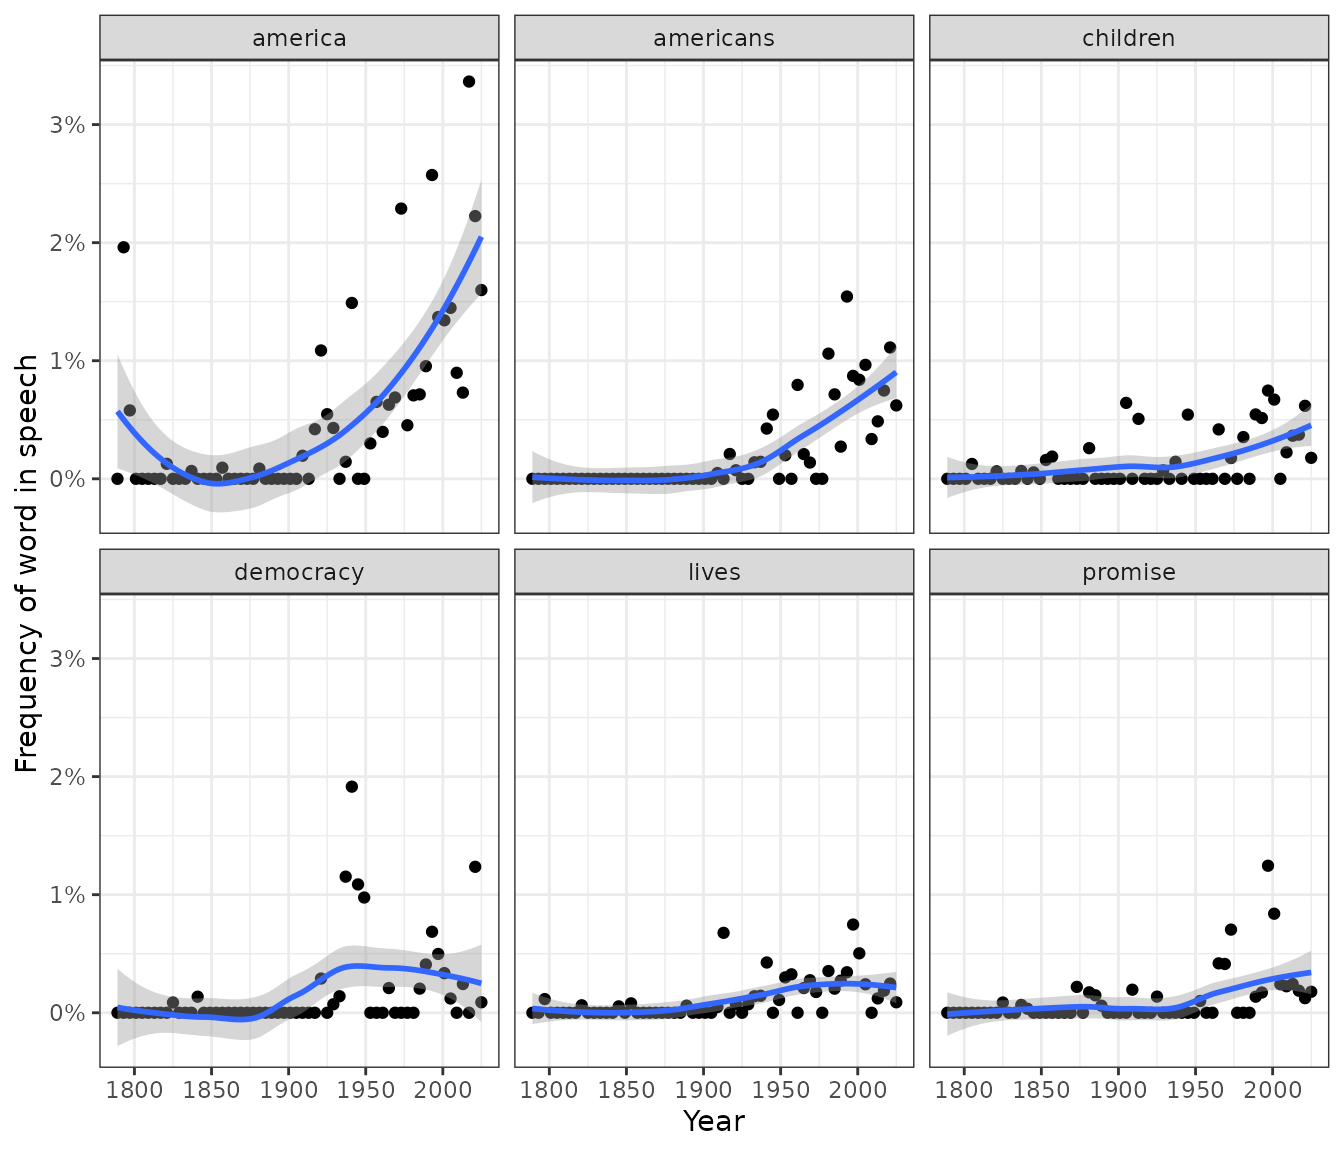 america americans children
3%
2%
1%
0%
democracy lives promise
3%
2%
1%
0%
1800 1850 1900 1950 2000 1800 1850 1900 1950 2000 1800 1850 1900 1950 2000
Year
Frequency of word in speech